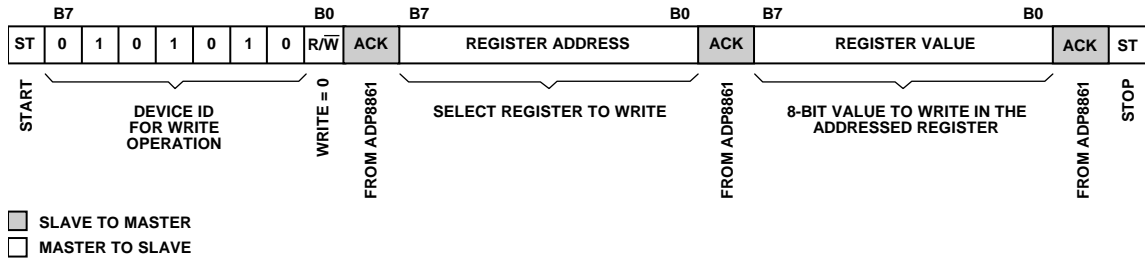 B7 B0 B7 B0 B7 B0
ST 0 1 0 1 0 1 0 R/W̅ ACK REGISTER ADDRESS ACK REGISTER VALUE ACK ST
START
DEVICE ID
FOR WRITE
OPERATION
WRITE = 0
FROM ADP8861
SELECT REGISTER TO WRITE
FROM ADP8861
8-BIT VALUE TO WRITE IN THE
ADDRESSED REGISTER
FROM ADP8861
STOP
SLAVE TO MASTER
MASTER TO SLAVE